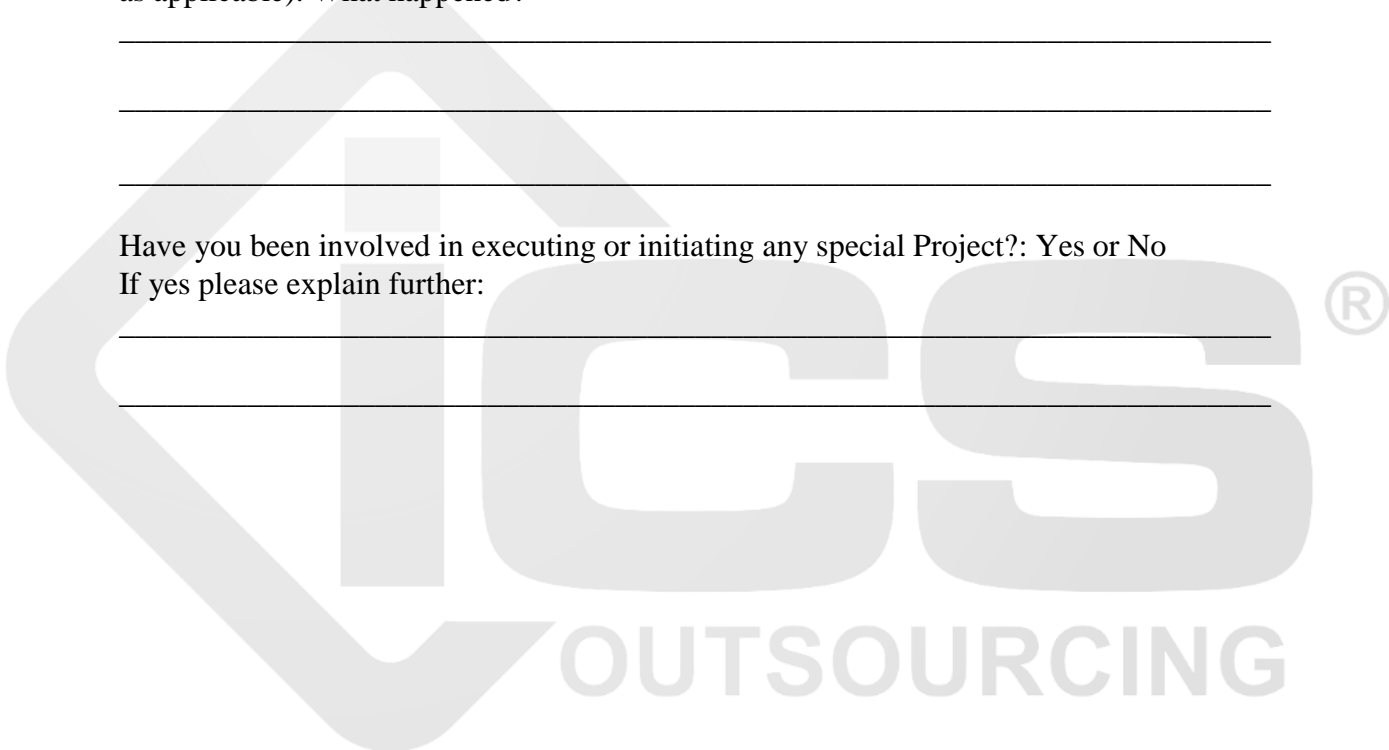 as applicable). What happened?
Have you been involved in executing or initiating any special Project?: Yes or No
If yes please explain further:
ics
®
OUTSOURCING